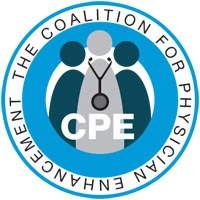 THE COALITION FOR PHYSICIAN ENHANCEMENT
CPE